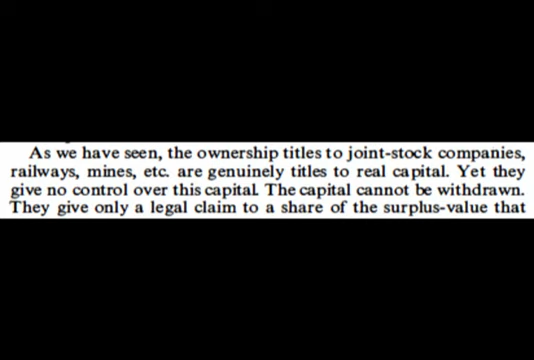 As we have seen, the ownership titles to joint-stock companies,
railways, mines, etc. are genuinely titles to real capital. Yet they
give no control over this capital. The capital cannot be withdrawn.
They give only a legal claim to a share of the surplus-value that